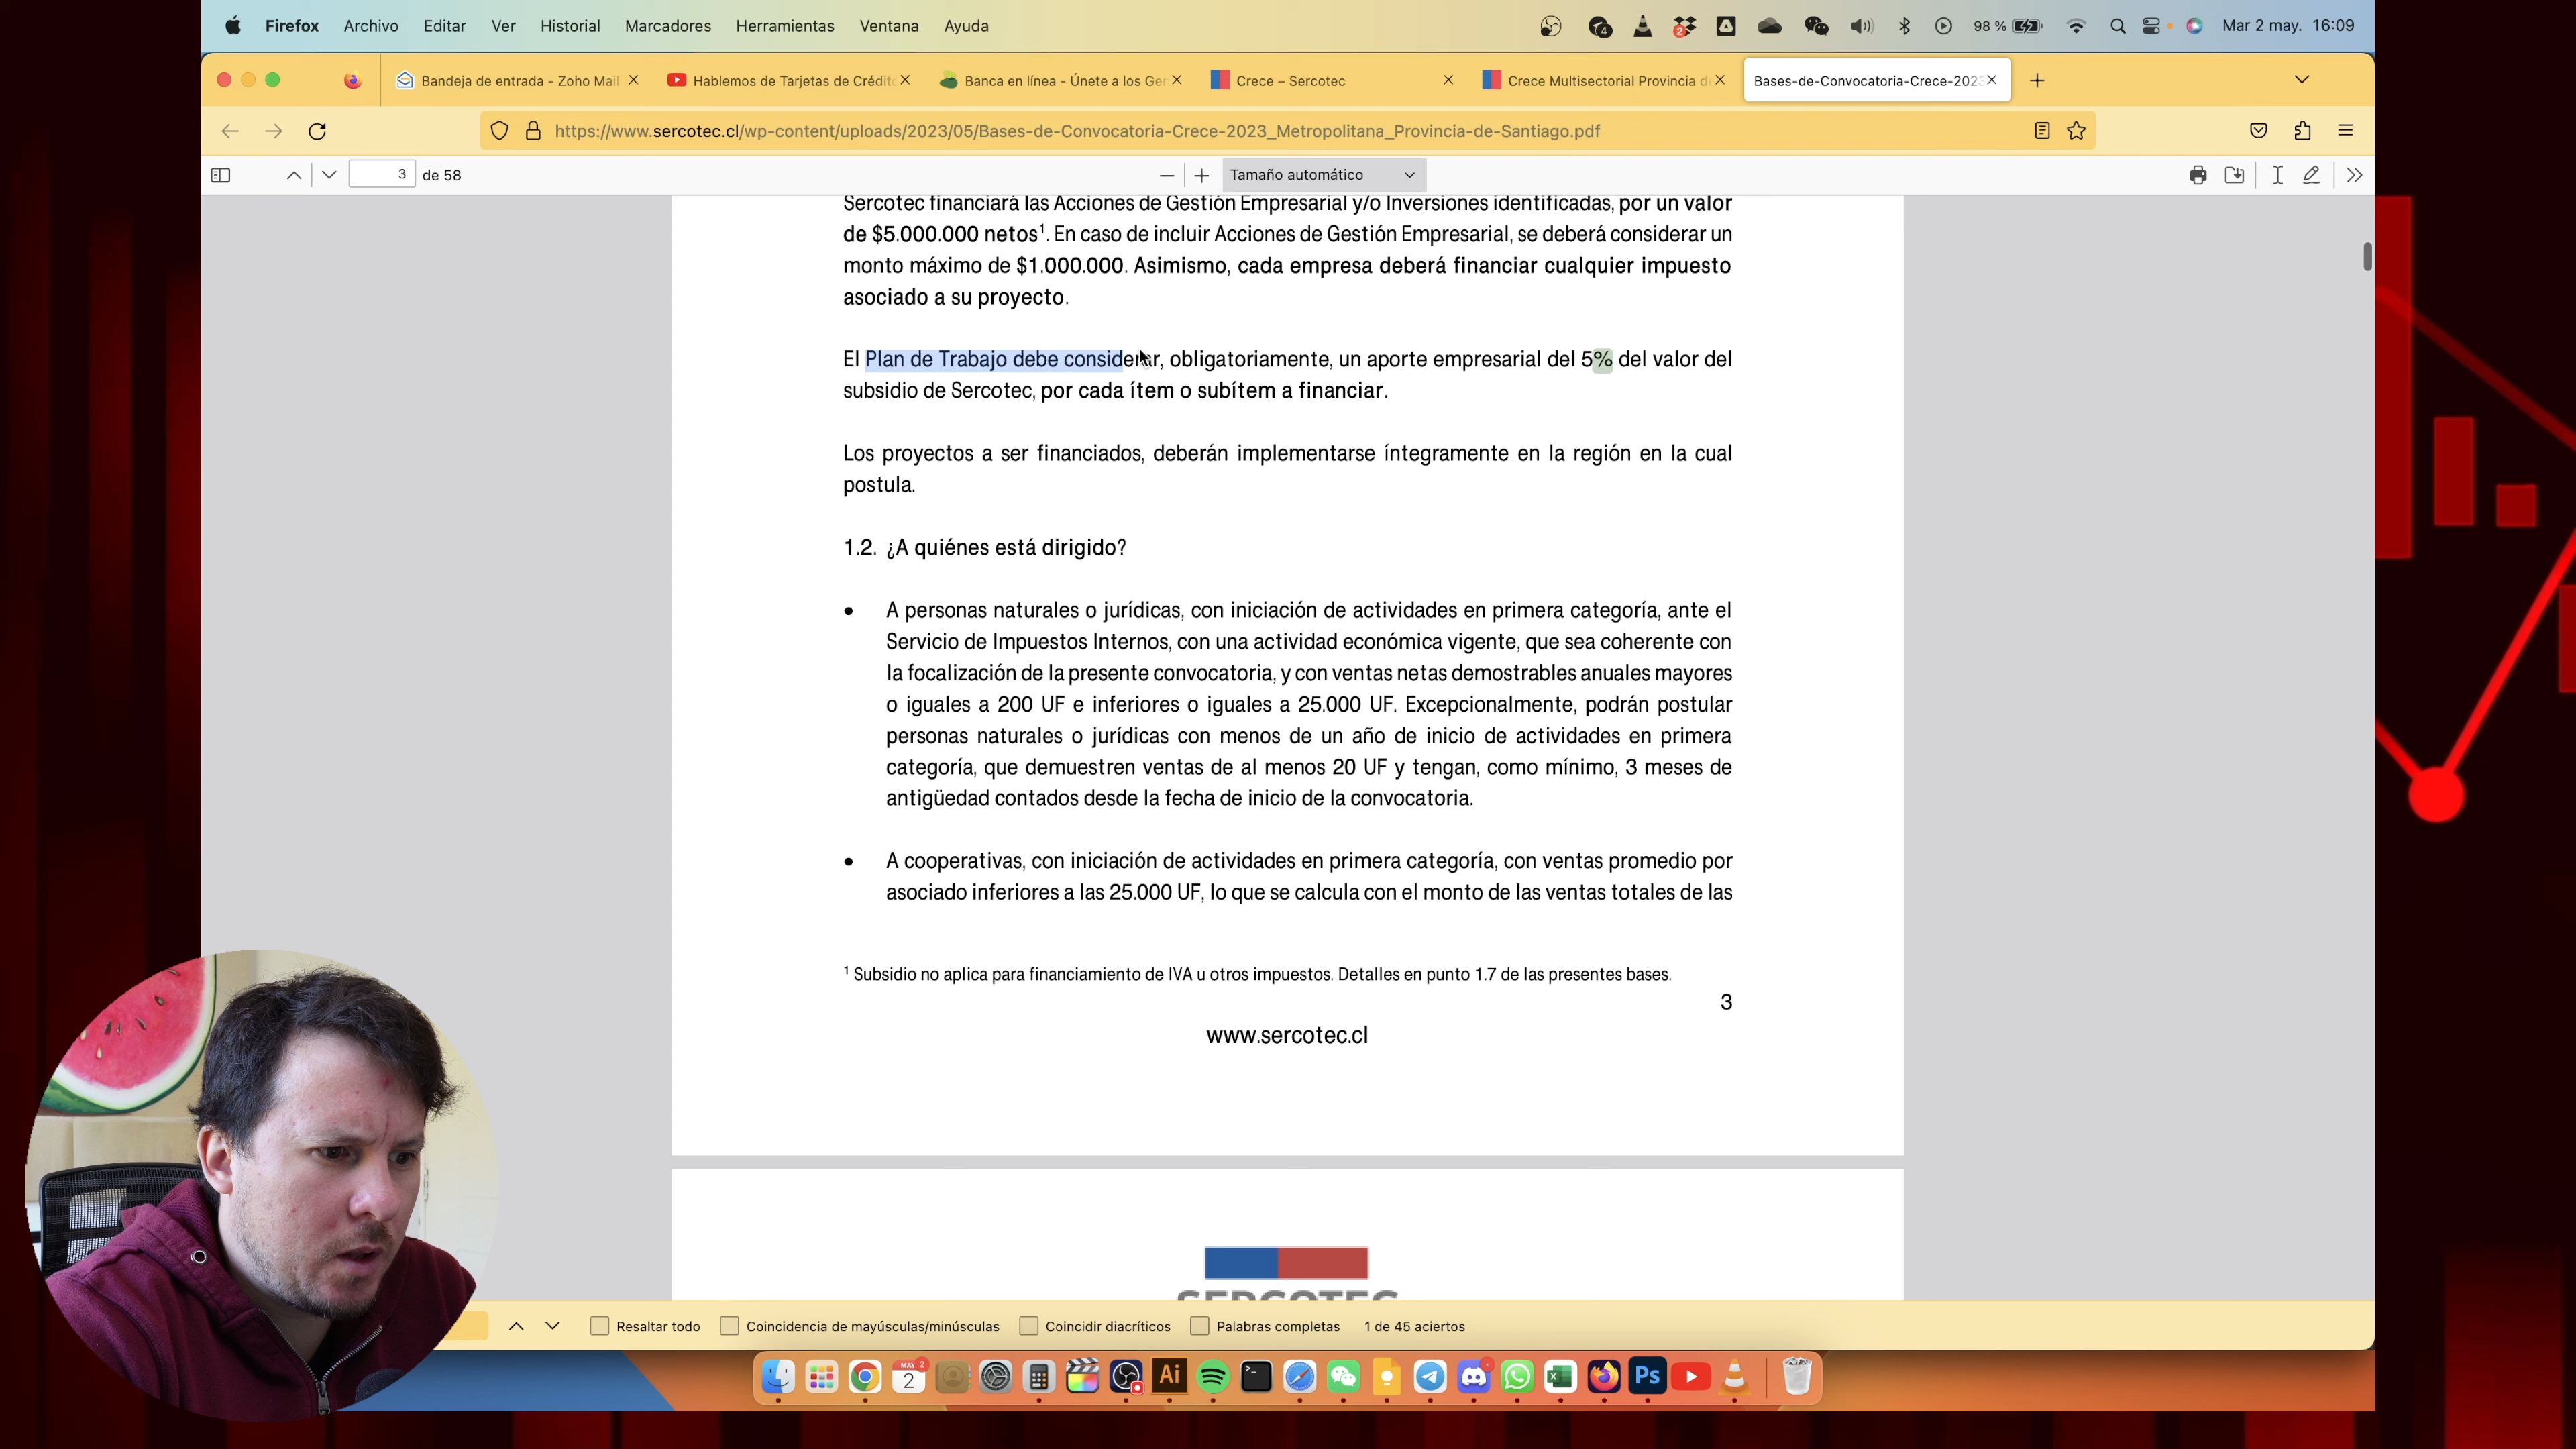 Firefox Archivo Editar Ver Historial Marcadores Herramientas Ventana Ayuda 4 2 98 % Mar 2 may. 16:09
Bandeja de entrada - Zoho Mail
Hablemos de Tarjetas de Crédito
Banca en línea - Únete a los Ger
Crece – Sercotec
Crece Multisectorial Provincia de
Bases-de-Convocatoria-Crece-2023
https://www.sercotec.cl/wp-content/uploads/2023/05/Bases-de-Convocatoria-Crece-2023_Metropolitana_Provincia-de-Santiago.pdf
3 de 58 Tamaño automático
Sercotec financiará las Acciones de Gestión Empresarial y/o Inversiones identificadas, por un valor
de $5.000.000 netos¹. En caso de incluir Acciones de Gestión Empresarial, se deberá considerar un
monto máximo de $1.000.000. Asimismo, cada empresa deberá financiar cualquier impuesto
asociado a su proyecto.
El Plan de Trabajo debe considerar, obligatoriamente, un aporte empresarial del 5% del valor del
subsidio de Sercotec, por cada ítem o subítem a financiar.
Los proyectos a ser financiados, deberán implementarse íntegramente en la región en la cual
postula.
1.2. ¿A quiénes está dirigido?
• A personas naturales o jurídicas, con iniciación de actividades en primera categoría, ante el
Servicio de Impuestos Internos, con una actividad económica vigente, que sea coherente con
la focalización de la presente convocatoria, y con ventas netas demostrables anuales mayores
o iguales a 200 UF e inferiores o iguales a 25.000 UF. Excepcionalmente, podrán postular
personas naturales o jurídicas con menos de un año de inicio de actividades en primera
categoría, que demuestren ventas de al menos 20 UF y tengan, como mínimo, 3 meses de
antigüedad contados desde la fecha de inicio de la convocatoria.
• A cooperativas, con iniciación de actividades en primera categoría, con ventas promedio por
asociado inferiores a las 25.000 UF, lo que se calcula con el monto de las ventas totales de las
¹ Subsidio no aplica para financiamiento de IVA u otros impuestos. Detalles en punto 1.7 de las presentes bases.
3
www.sercotec.cl
SERCOTEC
Resaltar todo Coincidencia de mayúsculas/minúsculas Coincidir diacríticos Palabras completas 1 de 45 aciertos
MAY 2
2
Ai
Ps